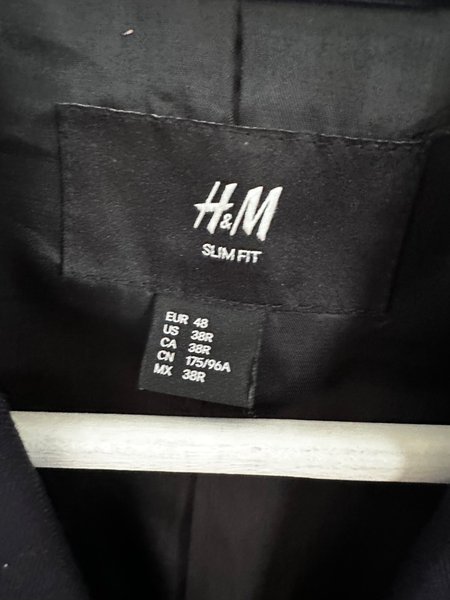 H&M
SLIM FIT
EUR 48
US 38R
CA 38R
CN 175/96A
MX 38R